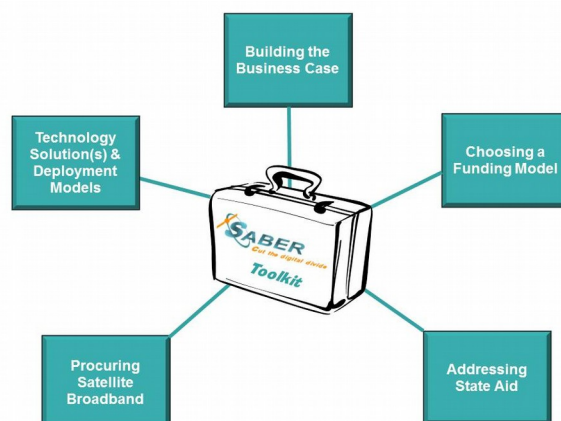 Building the
Business Case
Technology
Solution(s) &
Deployment
Models
Choosing a
Funding Model
SABER
Cut the digital divide
Toolkit
Procuring
Satellite
Broadband
Addressing
State Aid